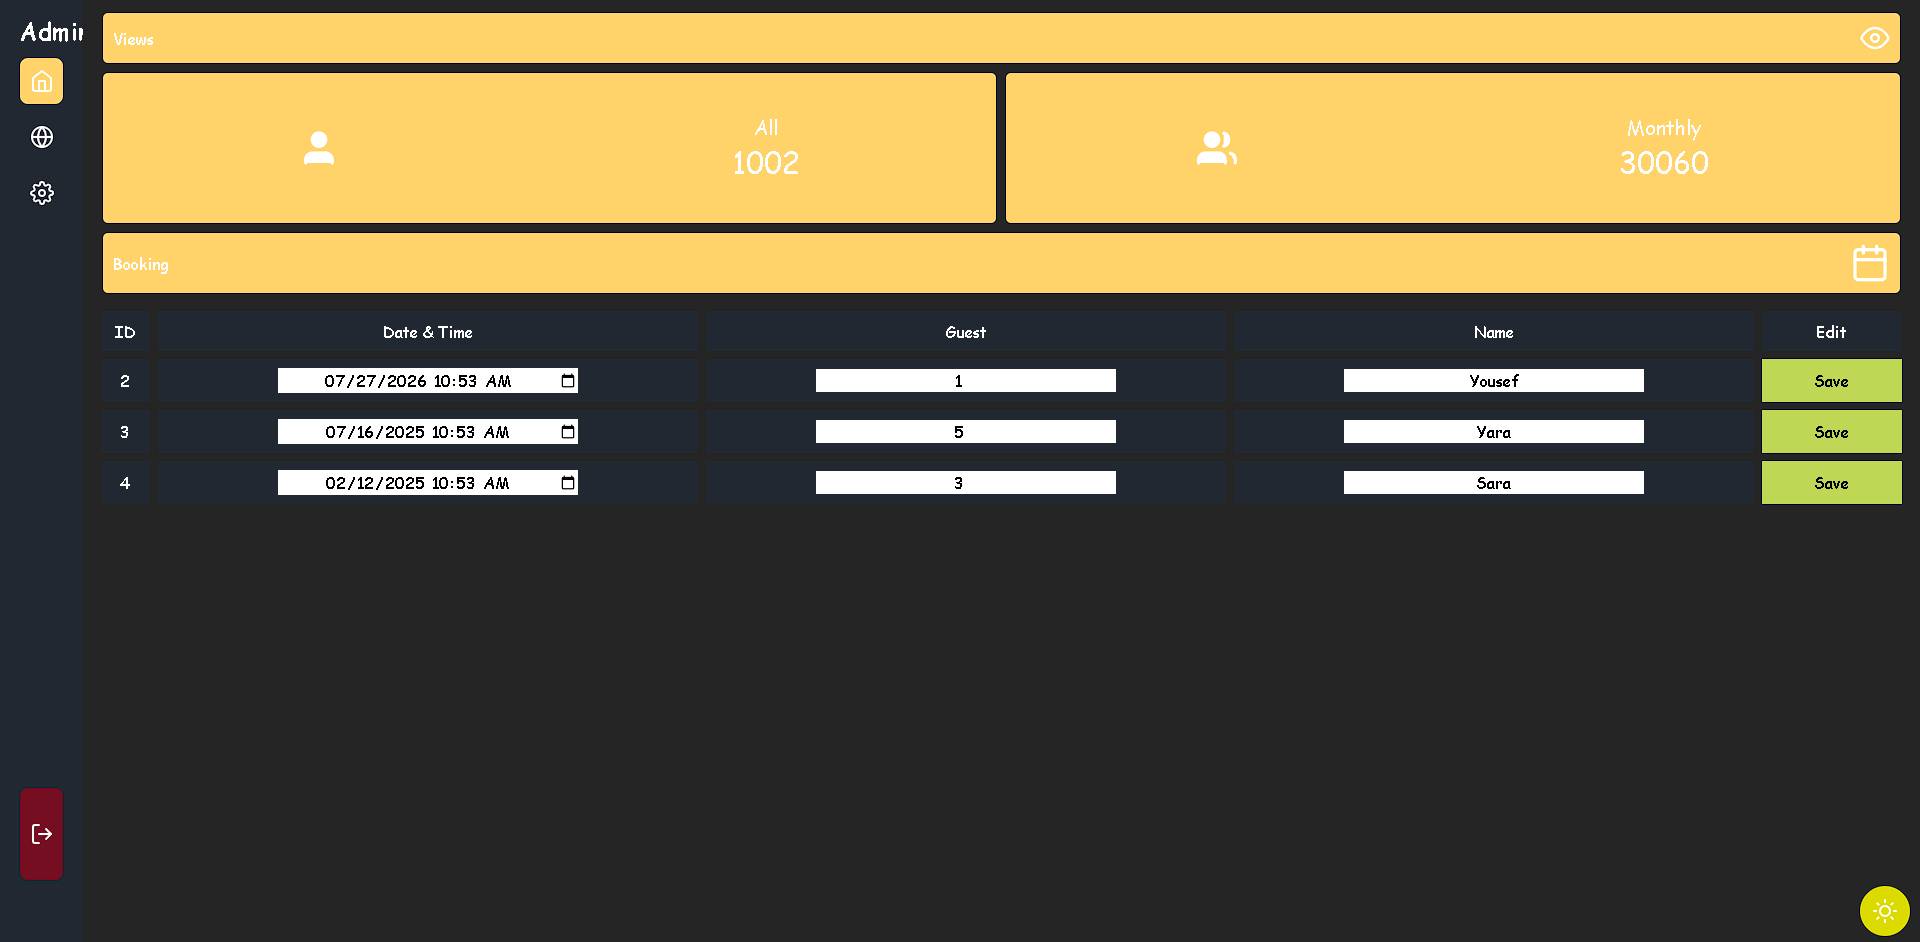 Admin
Views
All
1002
Monthly
30060
Booking
ID Date & Time Guest Name Edit
2 07/27/2026 10:53 AM 1 Yousef Save
3 07/16/2025 10:53 AM 5 Yara Save
4 02/12/2025 10:53 AM 3 Sara Save